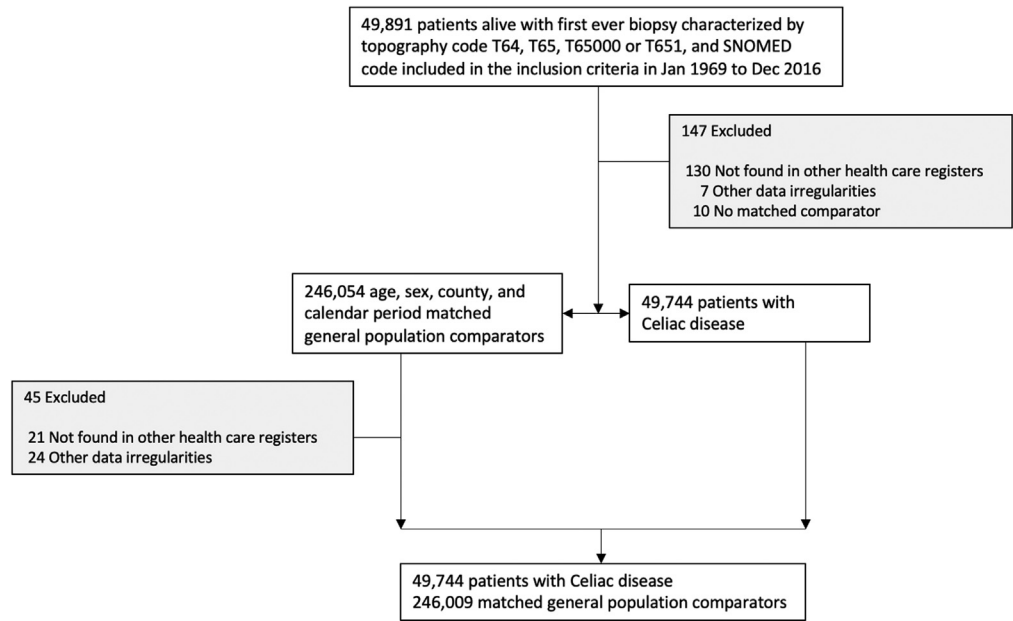 49,891 patients alive with first ever biopsy characterized by
topography code T64, T65, T65000 or T651, and SNOMED
code included in the inclusion criteria in Jan 1969 to Dec 2016
147 Excluded
130 Not found in other health care registers
7 Other data irregularities
10 No matched comparator
246,054 age, sex, county, and
calendar period matched
general population comparators
49,744 patients with
Celiac disease
45 Excluded
21 Not found in other health care registers
24 Other data irregularities
49,744 patients with Celiac disease
246,009 matched general population comparators